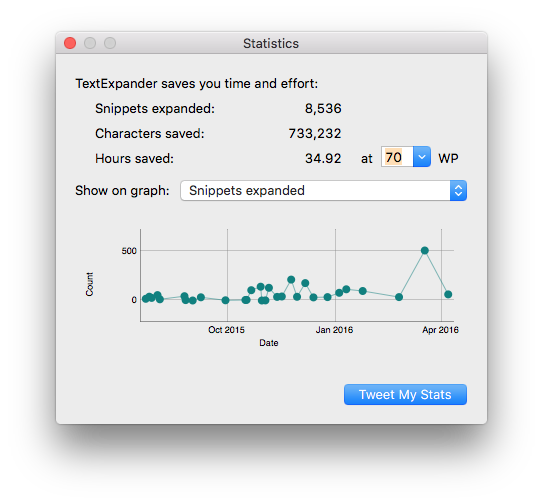 Statistics
TextExpander saves you time and effort:
Snippets expanded: 8,536
Characters saved: 733,232
Hours saved: 34.92 at 70 WP
Show on graph: Snippets expanded
500
0
Count
Oct 2015 Jan 2016 Apr 2016
Date
Tweet My Stats